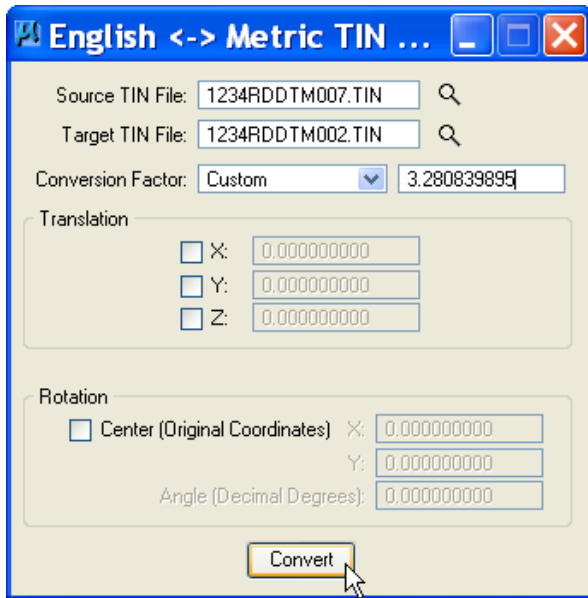 English <-> Metric TIN ...
Source TIN File: 1234RDDTM007.TIN
Target TIN File: 1234RDDTM002.TIN
Conversion Factor: Custom 3.280839895
Translation
X: 0.000000000
Y: 0.000000000
Z: 0.000000000
Rotation
Center (Original Coordinates) X: 0.000000000
Y: 0.000000000
Angle (Decimal Degrees): 0.000000000
Convert